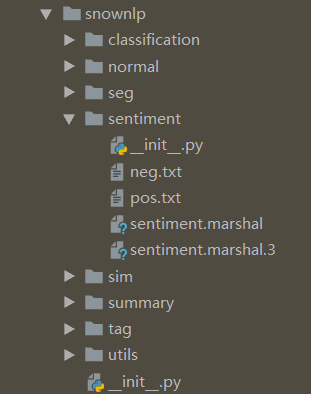 snownlp
classification
normal
seg
sentiment
__init__.py
neg.txt
pos.txt
sentiment.marshal
sentiment.marshal.3
sim
summary
tag
utils
__init__.py